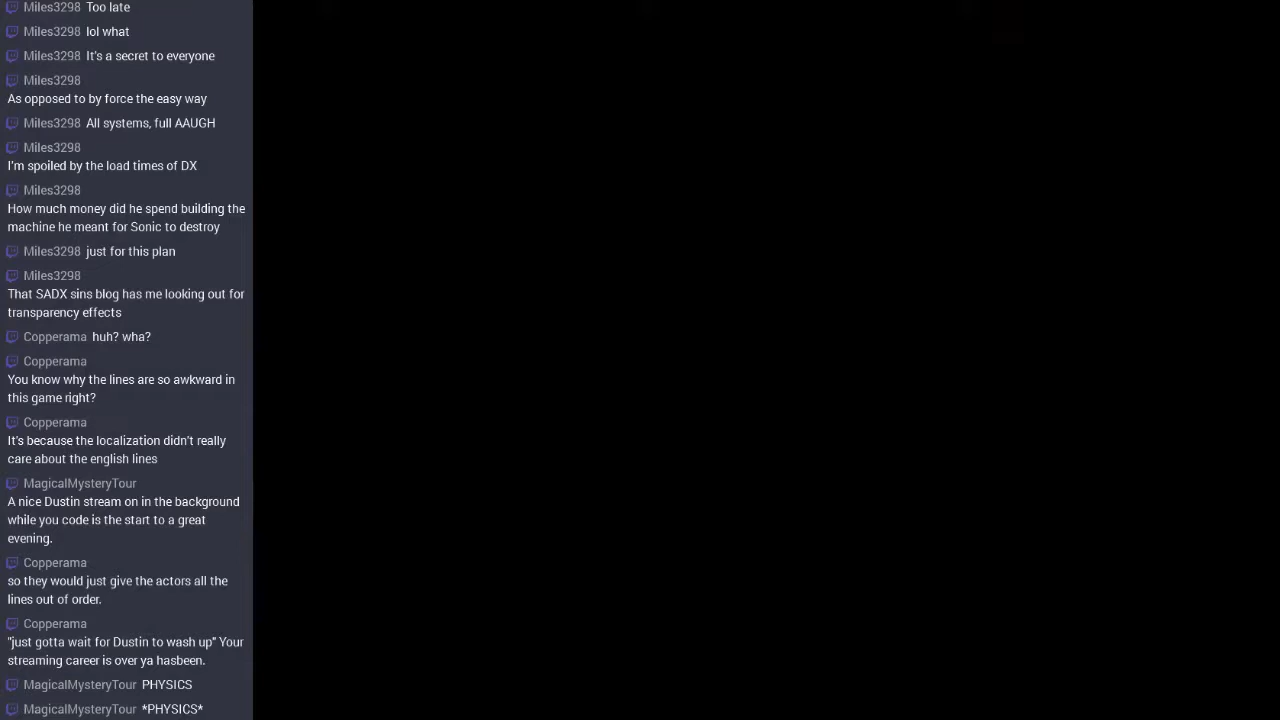 Miles3298 Too late
Miles3298 lol what
Miles3298 It's a secret to everyone
Miles3298
As opposed to by force the easy way
Miles3298 All systems, full AAUGH
Miles3298
I'm spoiled by the load times of DX
Miles3298
How much money did he spend building the
machine he meant for Sonic to destroy
Miles3298 just for this plan
Miles3298
That SADX sins blog has me looking out for
transparency effects
Copperama huh? wha?
Copperama
You know why the lines are so awkward in
this game right?
Copperama
It's because the localization didn't really
care about the english lines
MagicalMysteryTour
A nice Dustin stream on in the background
while you code is the start to a great
evening.
Copperama
so they would just give the actors all the
lines out of order.
Copperama
"just gotta wait for Dustin to wash up" Your
streaming career is over ya hasbeen.
MagicalMysteryTour PHYSICS
MagicalMysteryTour *PHYSICS*